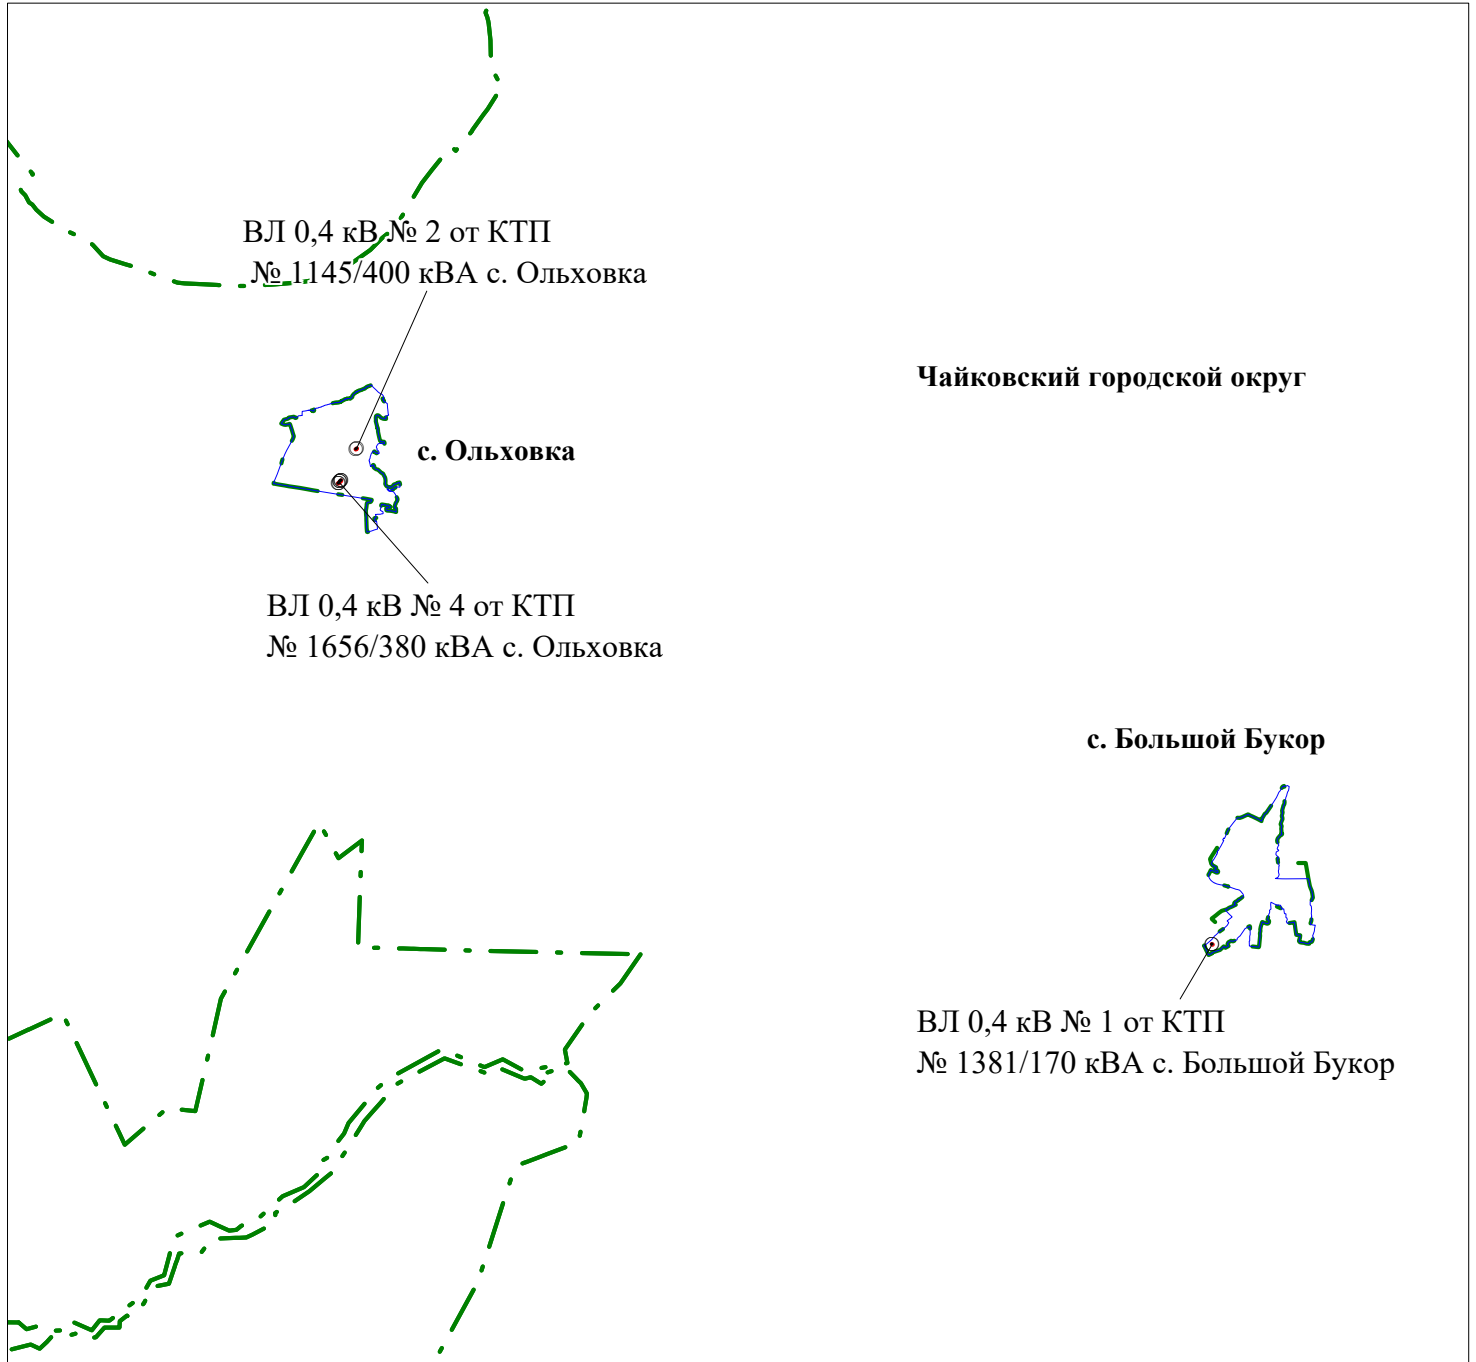 ВЛ 0,4 кВ № 2 от КТП
№ 1145/400 кВА с. Ольховка
Чайковский городской округ
с. Ольховка
ВЛ 0,4 кВ № 4 от КТП
№ 1656/380 кВА с. Ольховка
с. Большой Букор
ВЛ 0,4 кВ № 1 от КТП
№ 1381/170 кВА с. Большой Букор